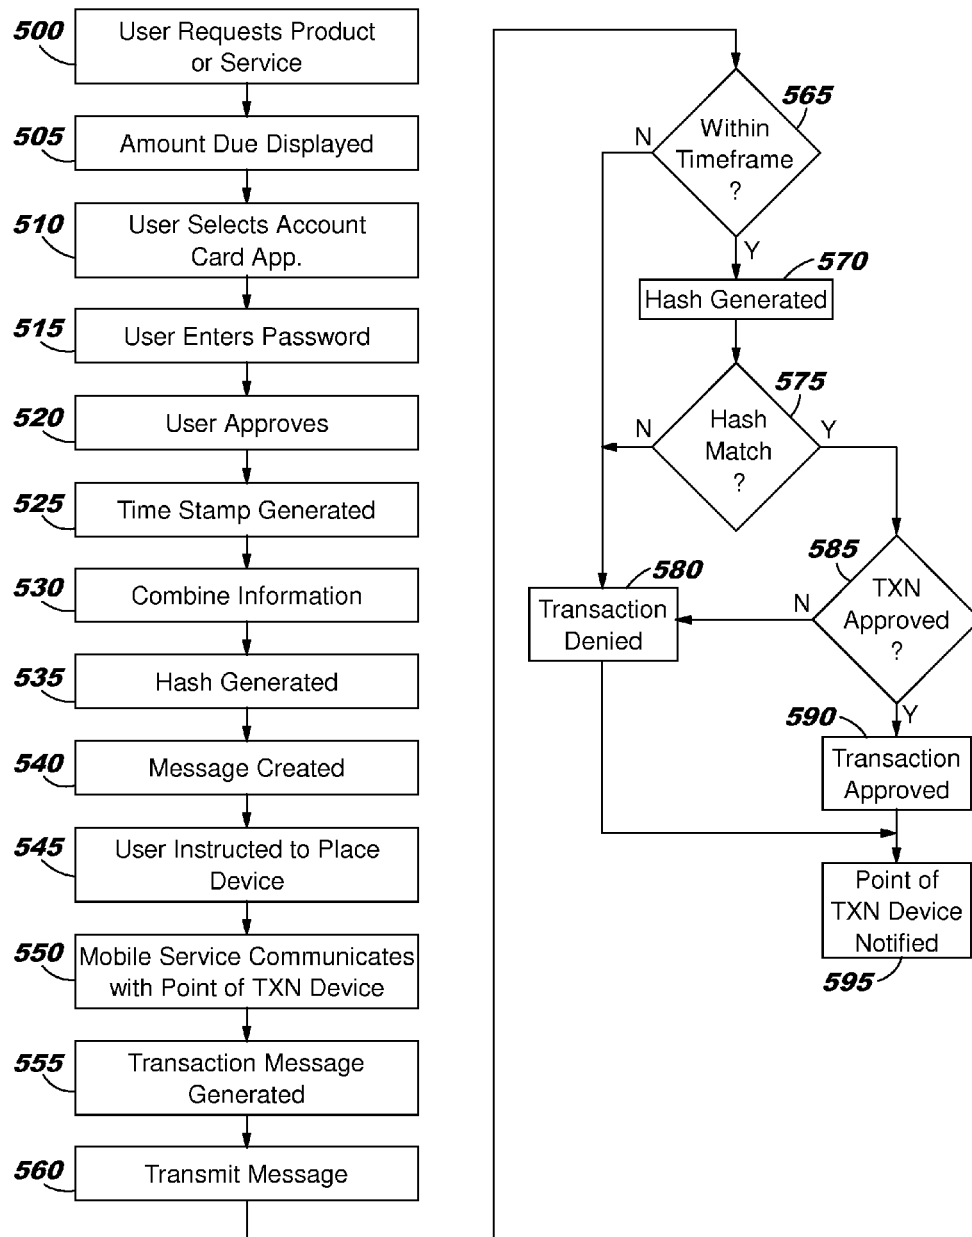 500
User Requests Product
or Service
505
Amount Due Displayed
510
User Selects Account
Card App.
515
User Enters Password
520
User Approves
525
Time Stamp Generated
530
Combine Information
535
Hash Generated
540
Message Created
545
User Instructed to Place
Device
550
Mobile Service Communicates
with Point of TXN Device
555
Transaction Message
Generated
560
Transmit Message
565
N
Within
Timeframe
?
Y
570
Hash Generated
575
N
Hash
Match
?
Y
580
Transaction
Denied
585
N
TXN
Approved
?
Y
590
Transaction
Approved
Point of
TXN Device
Notified
595